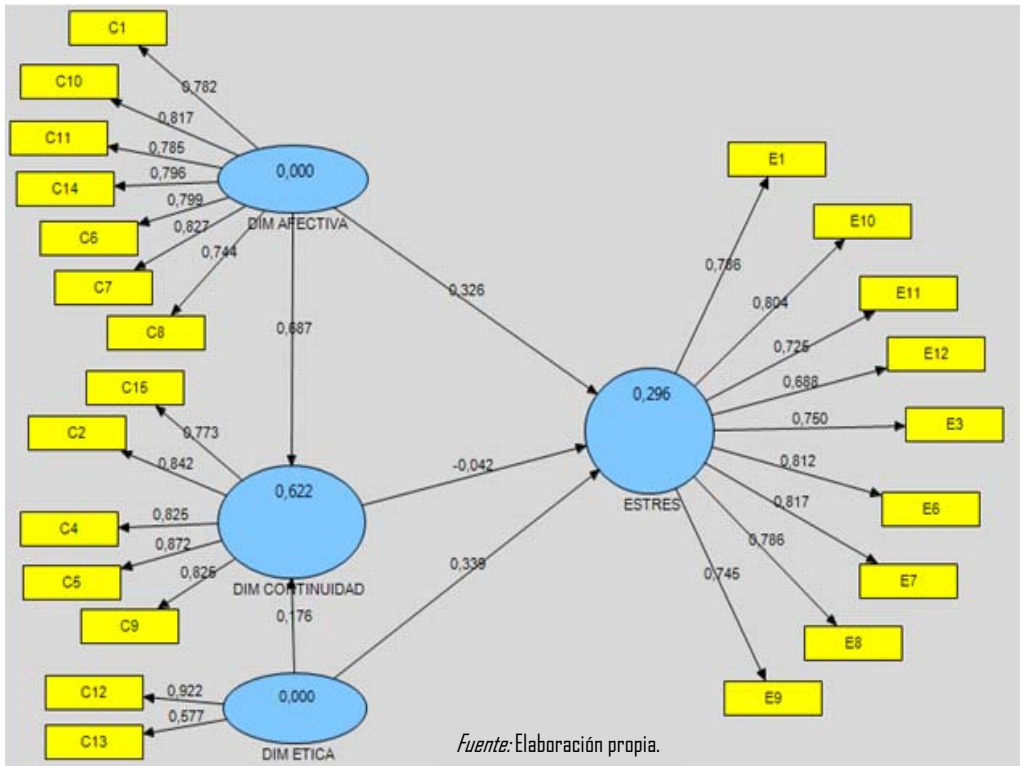 C1
0,782
C10
0,817
C11
0,785
C14
0,796
C6
0,799
C7
0,827
C8
0,744
0,000
DIM AFECTIVA
0,687
0,326
C15
0,773
C2
0,842
C4
0,825
C5
0,872
C9
0,825
0,622
DIM CONTINUIDAD
-0,042
0,176
0,339
C12
0,922
C13
0,577
0,000
DIM ETICA
0,296
ESTRES
E1
0,786
E10
0,804
E11
0,725
E12
0,688
E3
0,750
E6
0,812
E7
0,817
E8
0,786
E9
0,745
Fuente: Elaboración propia.